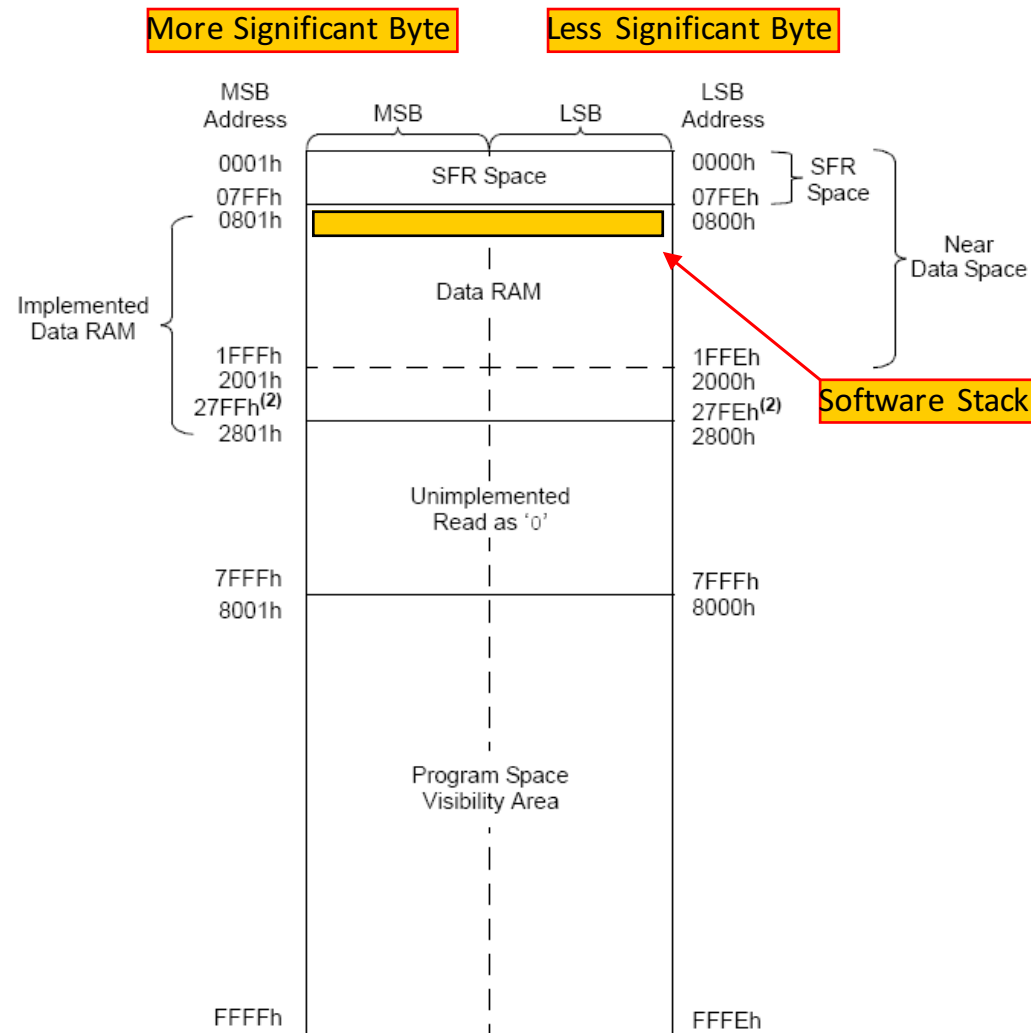 More Significant Byte
Less Significant Byte
MSB
Address
MSB
LSB
LSB
Address
0001h
SFR Space
0000h
SFR
Space
07FFh
07FEh
0801h
0800h
Near
Data Space
Implemented
Data RAM
Data RAM
1FFFh
1FFEh
2001h
2000h
27FFh(2)
27FEh(2)
Software Stack
2801h
2800h
Unimplemented
Read as ‘0’
7FFFh
7FFFh
8001h
8000h
Program Space
Visibility Area
FFFFh
FFFEh